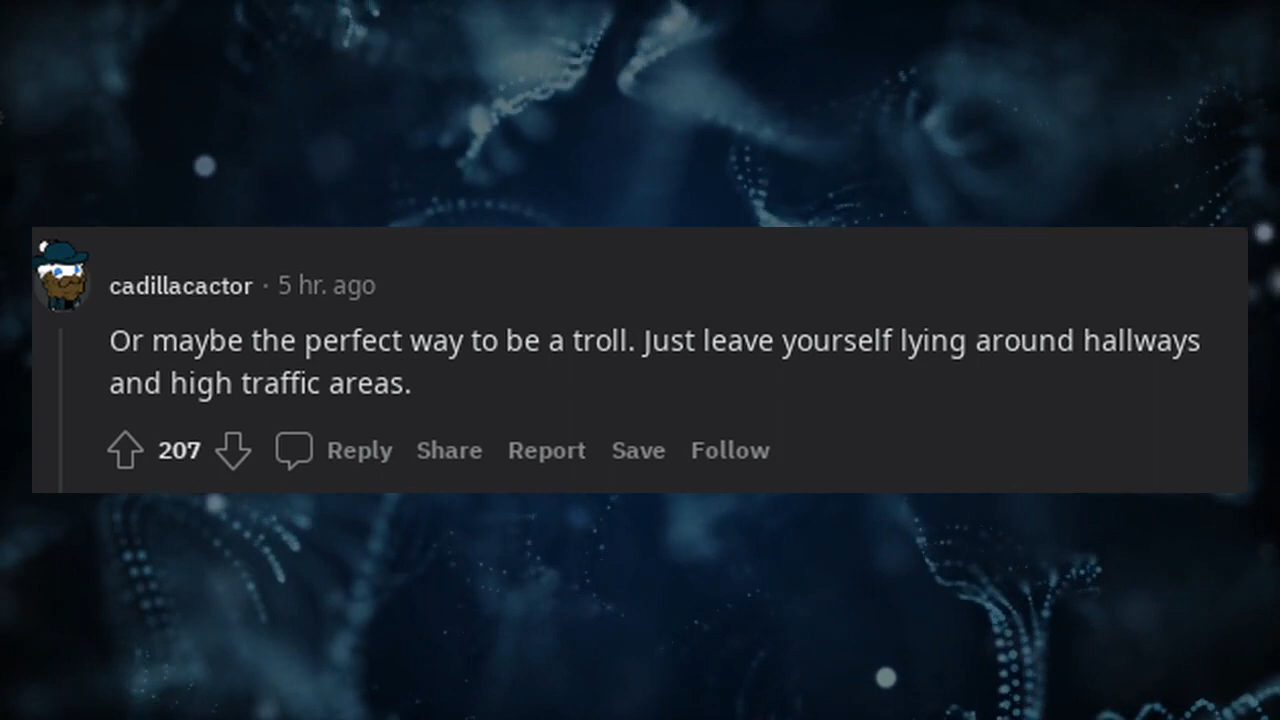 cadillacactor · 5 hr. ago
Or maybe the perfect way to be a troll. Just leave yourself lying around hallways
and high traffic areas.
207 Reply Share Report Save Follow